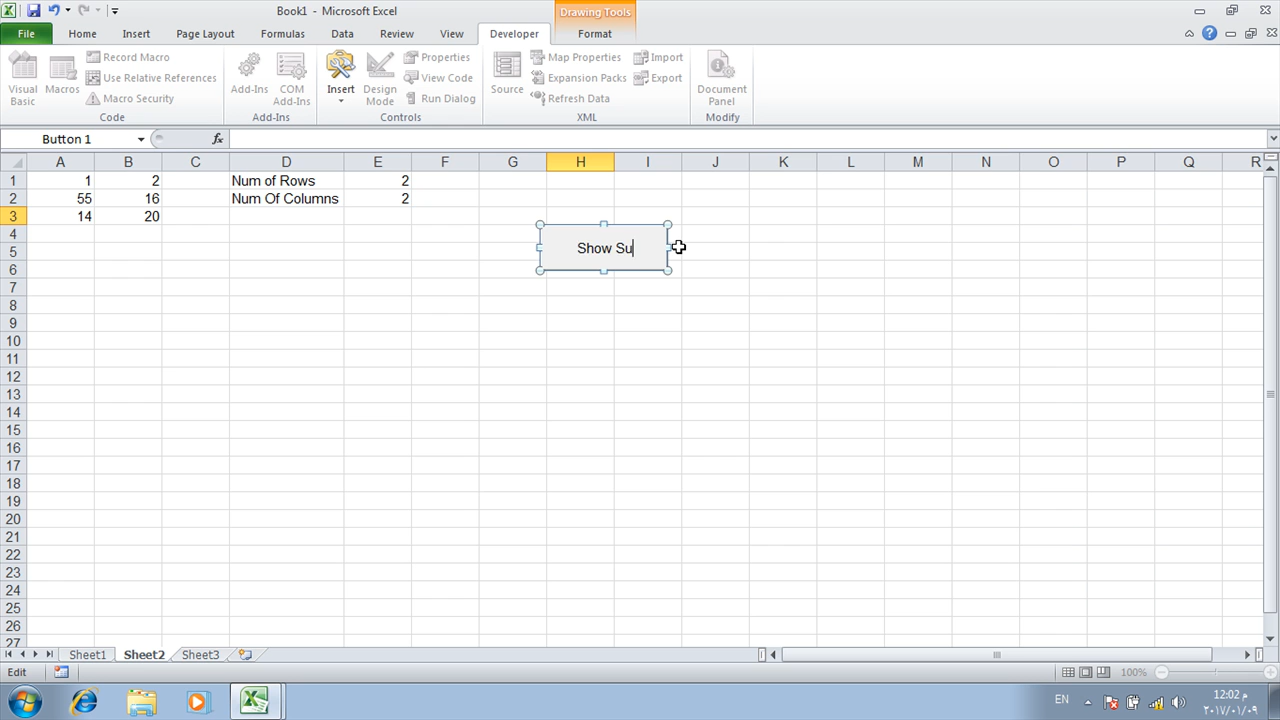 Book1 - Microsoft Excel
Drawing Tools
File Home Insert Page Layout Formulas Data Review View Developer Format
Visual Basic
Macros
Record Macro
Use Relative References
Macro Security
Code
Add-Ins
COM Add-Ins
Add-Ins
Insert
Design Mode
Properties
View Code
Run Dialog
Controls
Source
Map Properties
Expansion Packs
Refresh Data
Import
Export
XML
Document Panel
Modify
Button 1
fx
A B C D E F G H I J K L M N O P Q R
1 1 2 Num of Rows 2
2 55 16 Num Of Columns 2
3 14 20
4
5 Show Su
6
7
8
9
10
11
12
13
14
15
16
17
18
19
20
21
22
23
24
25
26
27
Sheet1 Sheet2 Sheet3
Edit
100%
EN
12:02 م
٢٠١٧/٠١/٠٩